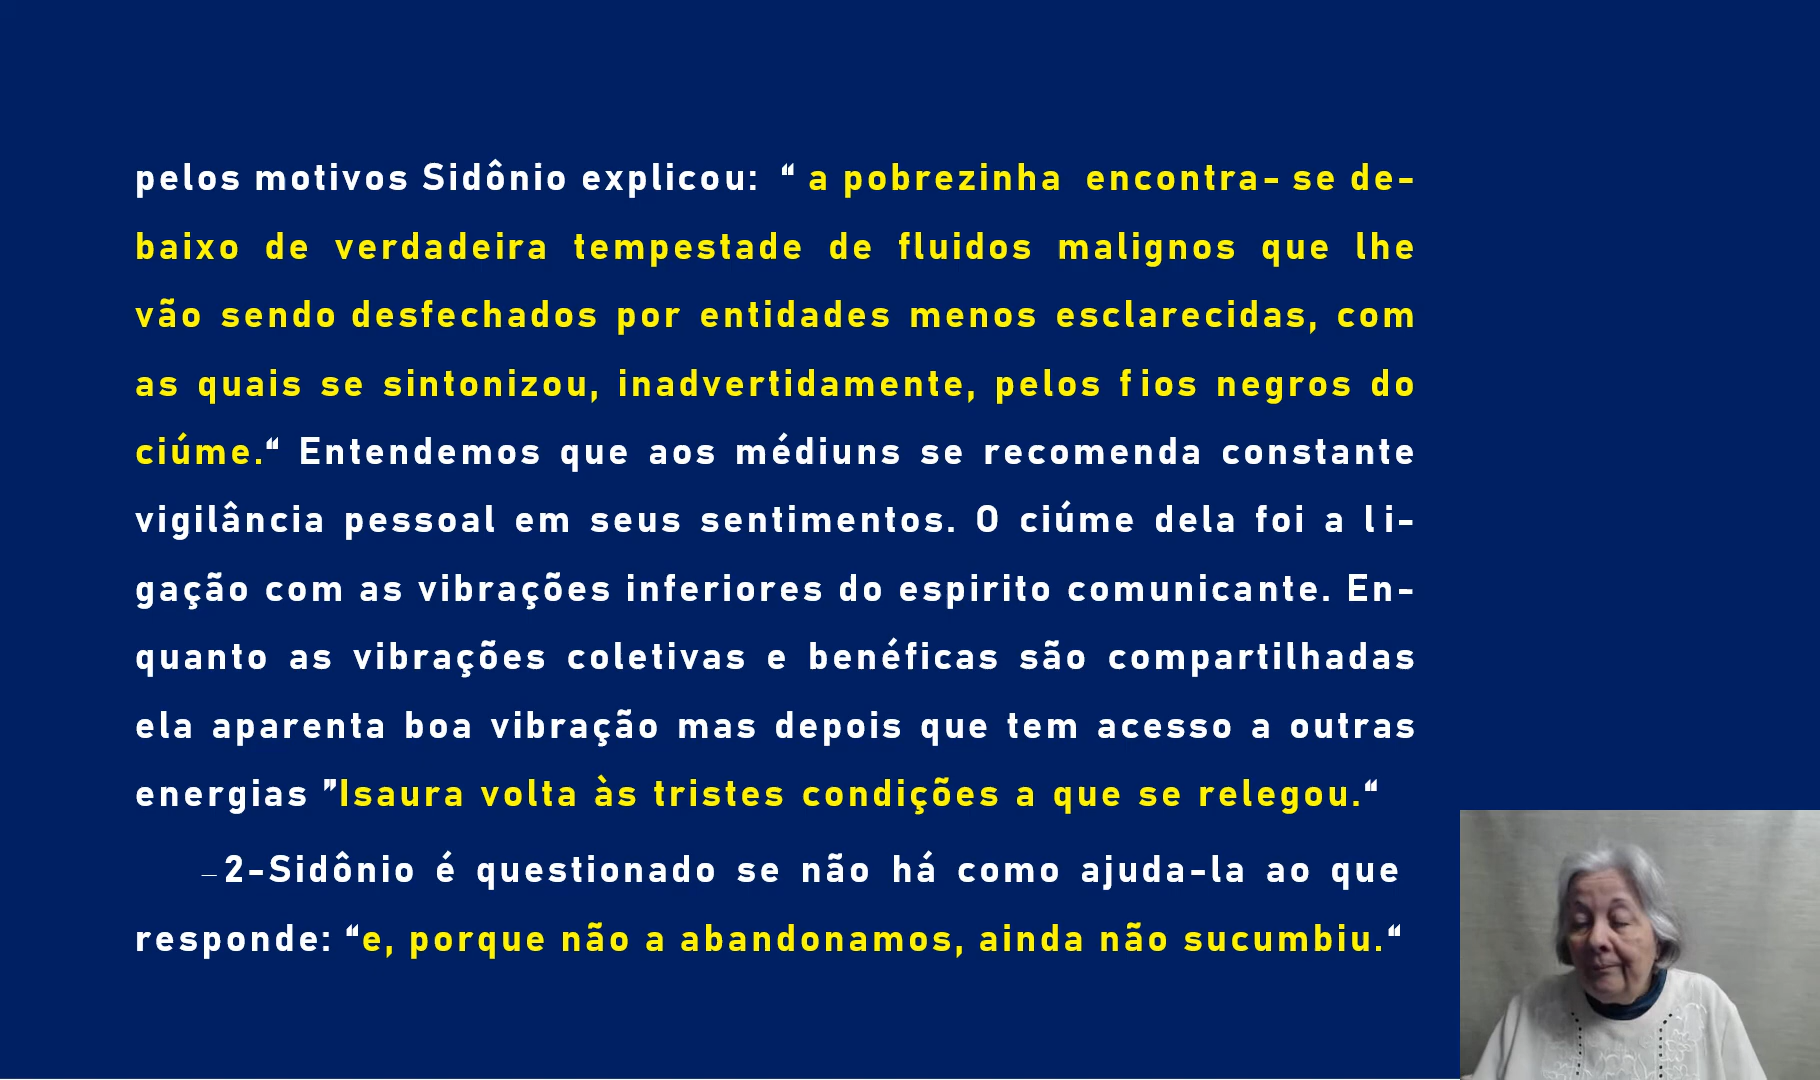 pelos motivos Sidônio explicou: “ a pobrezinha encontra- se de-
baixo de verdadeira tempestade de fluidos malignos que lhe
vão sendo desfechados por entidades menos esclarecidas, com
as quais se sintonizou, inadvertidamente, pelos fios negros do
ciúme.“ Entendemos que aos médiuns se recomenda constante
vigilância pessoal em seus sentimentos. O ciúme dela foi a li-
gação com as vibrações inferiores do espirito comunicante. En-
quanto as vibrações coletivas e benéficas são compartilhadas
ela aparenta boa vibração mas depois que tem acesso a outras
energias ”Isaura volta às tristes condições a que se relegou.“
–2-Sidônio é questionado se não há como ajuda-la ao que
responde: “e, porque não a abandonamos, ainda não sucumbiu.“